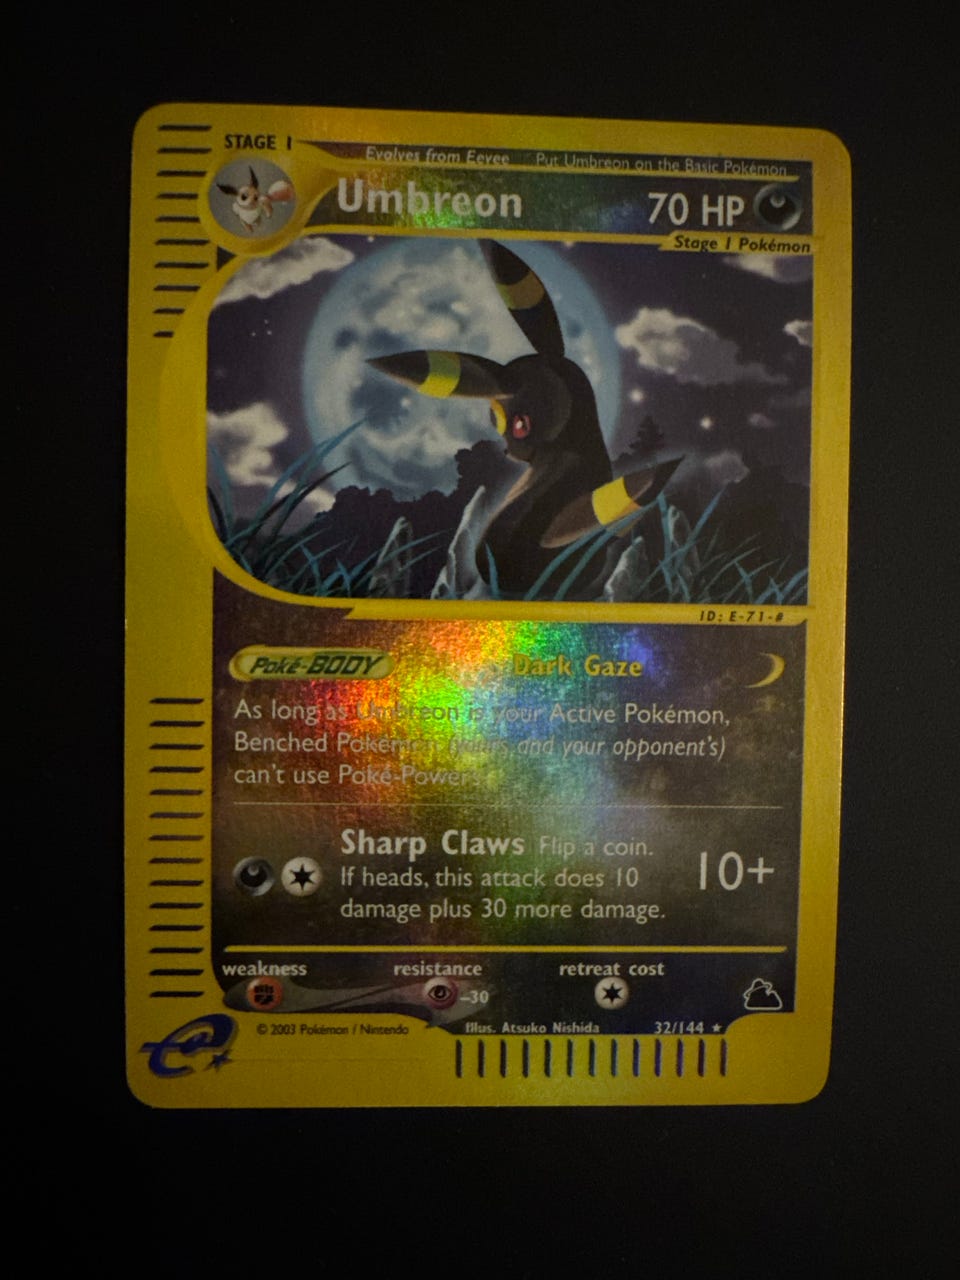 STAGE 1
Evolves from Eevee Put Umbreon on the Basic Pokémon
Umbreon 70 HP
Stage 1 Pokémon
ID: E-71-#
Poké-BODY Dark Gaze
As long as Umbreon is your Active Pokémon,
Benched Pokémon (yours and your opponent's)
can't use Poké-Powers.
Sharp Claws Flip a coin.
If heads, this attack does 10
damage plus 30 more damage.
10+
weakness resistance retreat cost
-30
© 2003 Pokémon / Nintendo Illus. Atsuko Nishida 32/144 ★
e